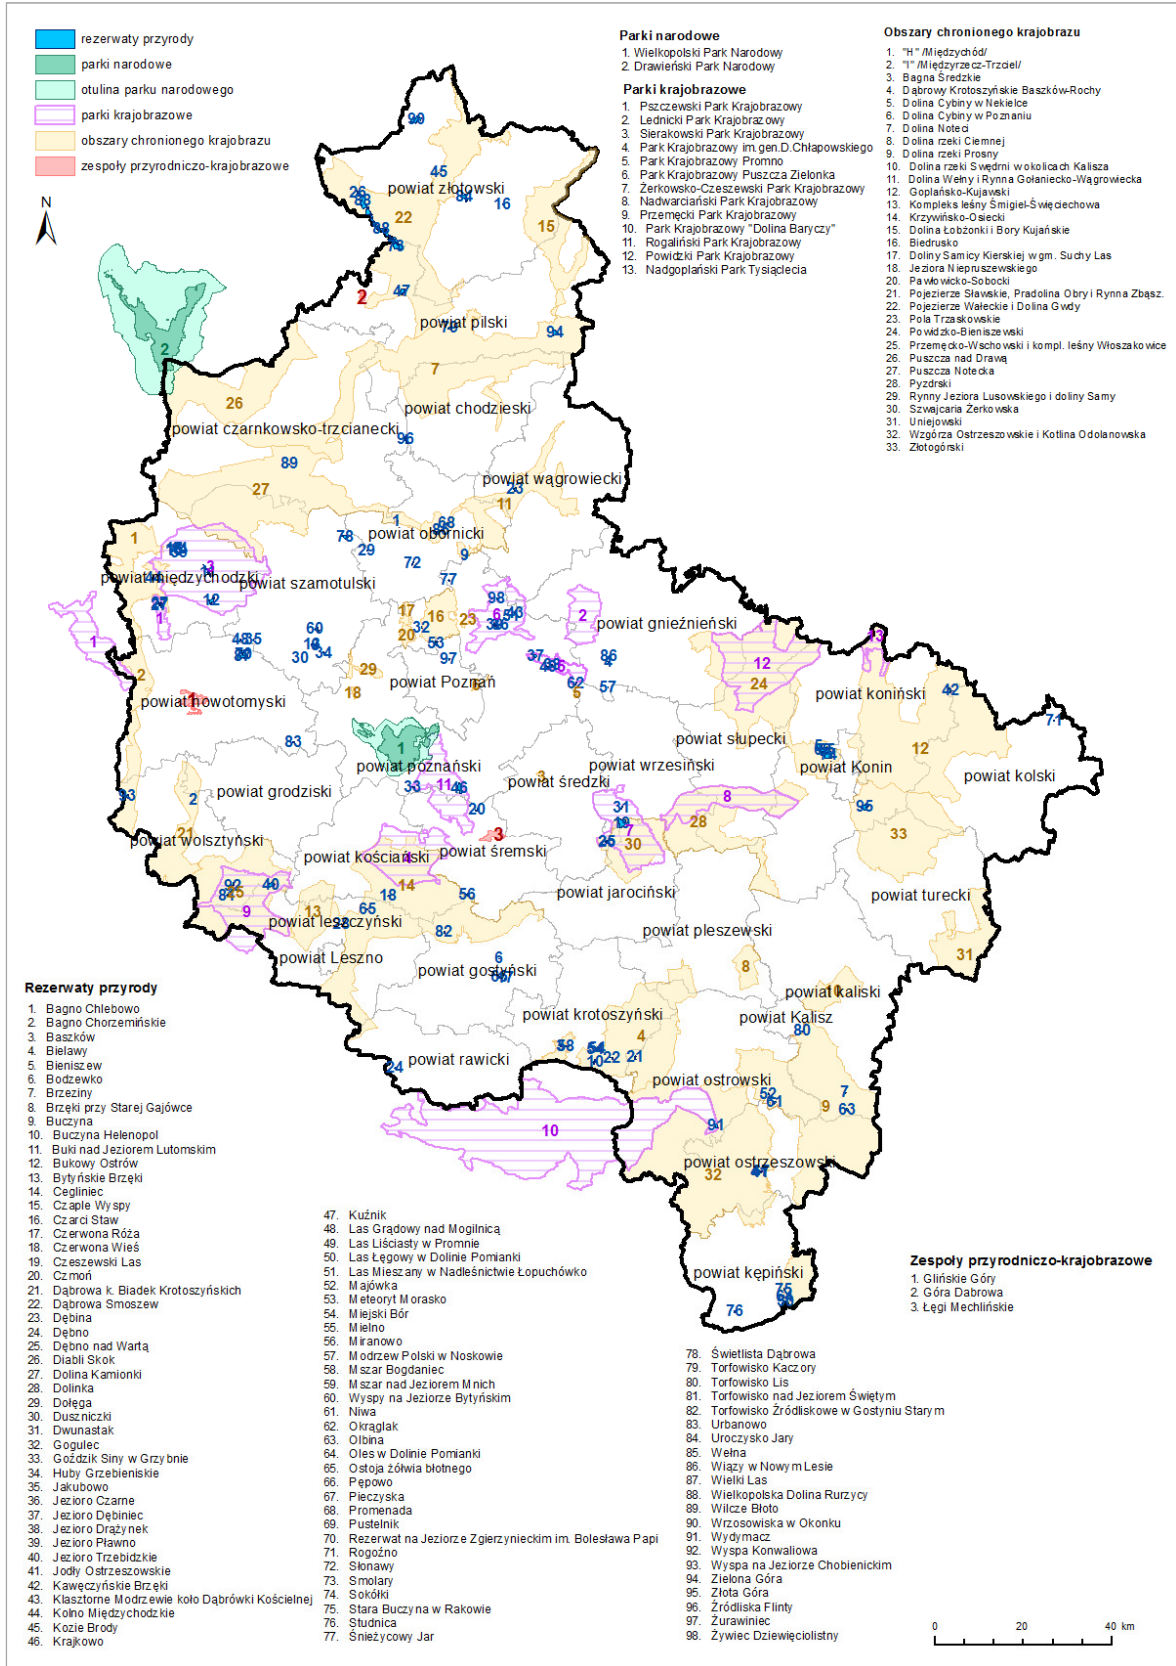 rezerwaty przyrody
parki narodowe
otulina parku narodowego
parki krajobrazowe
obszary chronionego krajobrazu
zespoły przyrodniczo-krajobrazowe
N
Parki narodowe
1. Wielkopolski Park Narodowy
2. Drawieński Park Narodowy
Parki krajobrazowe
1. Pszczewski Park Krajobrazowy
2. Lednicki Park Krajobrazowy
3. Sierakowski Park Krajobrazowy
4. Park Krajobrazowy im.gen.D.Chłapowskiego
5. Park Krajobrazowy Promno
6. Park Krajobrazowy Puszcza Zielonka
7. Żerkowsko-Czeszewski Park Krajobrazowy
8. Nadwarciański Park Krajobrazowy
9. Przemęcki Park Krajobrazowy
10. Park Krajobrazowy "Dolina Baryczy"
11. Rogaliński Park Krajobrazowy
12. Powidzki Park Krajobrazowy
13. Nadgoplański Park Tysiąclecia
Obszary chronionego krajobrazu
1. "H" /Międzychód/
2. "I" /Międzyrzecz-Trzciel/
3. Bagna Średzkie
4. Dąbrowy Krotoszyńskie Baszków-Rochy
5. Dolina Cybiny w Nekielce
6. Dolina Cybiny w Poznaniu
7. Dolina Noteci
8. Dolina rzeki Ciemnej
9. Dolina rzeki Prosny
10. Dolina rzeki Swędrni w okolicach Kalisza
11. Dolina Wełny i Rynna Gołaniecko-Wągrowiecka
12. Goplańsko-Kujawski
13. Kompleks leśny Śmigiel-Święciechowa
14. Krzywińsko-Osiecki
15. Dolina Łobżonki i Bory Kujańskie
16. Biedrusko
17. Doliny Samicy Kierskiej w gm. Suchy Las
18. Jeziora Niepruszewskiego
20. Pawłowicko-Sobocki
21. Pojezierze Sławskie, Pradolina Obry i Rynna Zbąsz.
22. Pojezierze Wałeckie i Dolina Gwdy
23. Pola Trzaskowskie
24. Powidzko-Bieniszewski
25. Przemęcko-Wschowski i kompl. leśny Włoszakowice
26. Puszcza nad Drawą
27. Puszcza Notecka
28. Pyzdrski
29. Rynny Jeziora Lusowskiego i doliny Samy
30. Szwajcaria Żerkowska
31. Uniejowski
32. Wzgórza Ostrzeszowskie i Kotlina Odolanowska
33. Złotogórski
powiat złotowski
powiat pilski
powiat chodzieski
powiat czarnkowsko-trzcianecki
powiat wągrowiecki
powiat obornicki
powiat międzychodzki
powiat szamotulski
powiat gnieźnieński
powiat Poznań
powiat nowotomyski
powiat koniński
powiat słupecki
powiat Konin
powiat kolski
powiat poznański
powiat średzki
powiat wrzesiński
powiat grodziski
powiat wolsztyński
powiat kościański
powiat śremski
powiat jarociński
powiat turecki
powiat leszczyński
powiat Leszno
powiat gostyński
powiat pleszewski
powiat kaliski
powiat Kalisz
powiat krotoszyński
powiat rawicki
powiat ostrowski
powiat ostrzeszowski
powiat kępiński
Rezerwaty przyrody
1. Bagno Chlebowo
2. Bagno Chorzemińskie
3. Baszków
4. Bielawy
5. Bieniszew
6. Bodzewko
7. Brzeziny
8. Brzęki przy Starej Gajówce
9. Buczyna
10. Buczyna Helenopol
11. Buki nad Jeziorem Lutomskim
12. Bukowy Ostrów
13. Bytyńskie Brzęki
14. Cegliniec
15. Czaple Wyspy
16. Czarci Staw
17. Czerwona Róża
18. Czerwona Wieś
19. Czeszewski Las
20. Czmoń
21. Dąbrowa k. Biadek Krotoszyńskich
22. Dąbrowa Smoszew
23. Dębina
24. Dębno
25. Dębno nad Wartą
26. Diabli Skok
27. Dolina Kamionki
28. Dolinka
29. Dołęga
30. Duszniczki
31. Dwunastak
32. Gogulec
33. Goździk Siny w Grzybnie
34. Huby Grzebieniskie
35. Jakubowo
36. Jezioro Czarne
37. Jezioro Dębiniec
38. Jezioro Drążynek
39. Jezioro Pławno
40. Jezioro Trzebidzkie
41. Jodły Ostrzeszowskie
42. Kawęczyńskie Brzęki
43. Klasztorne Modrzewie koło Dąbrówki Kościelnej
44. Kolno Międzychodzkie
45. Kozie Brody
46. Krajkowo
47. Kuźnik
48. Las Grądowy nad Mogilnicą
49. Las Liściasty w Promnie
50. Las Łęgowy w Dolinie Pomianki
51. Las Mieszany w Nadleśnictwie Łopuchówko
52. Majówka
53. Meteoryt Morasko
54. Miejski Bór
55. Mielno
56. Miranowo
57. Modrzew Polski w Noskowie
58. Mszar Bogdaniec
59. Mszar nad Jeziorem Mnich
60. Wyspy na Jeziorze Bytyńskim
61. Niwa
62. Okrąglak
63. Olbina
64. Oles w Dolinie Pomianki
65. Ostoja żółwia błotnego
66. Pępowo
67. Pieczyska
68. Promenada
69. Pustelnik
70. Rezerwat na Jeziorze Zgierzynieckim im. Bolesława Papi
71. Rogoźno
72. Słonawy
73. Smolary
74. Sokółki
75. Stara Buczyna w Rakowie
76. Studnica
77. Śnieżycowy Jar
78. Świetlista Dąbrowa
79. Torfowisko Kaczory
80. Torfowisko Lis
81. Torfowisko nad Jeziorem Świętym
82. Torfowisko Źródliskowe w Gostyniu Starym
83. Urbanowo
84. Uroczysko Jary
85. Wełna
86. Wiązy w Nowym Lesie
87. Wielki Las
88. Wielkopolska Dolina Rurzycy
89. Wilcze Błoto
90. Wrzosowiska w Okonku
91. Wydymacz
92. Wyspa Konwaliowa
93. Wyspa na Jeziorze Chobienickim
94. Zielona Góra
95. Złota Góra
96. Źródliska Flinty
97. Żurawiniec
98. Żywiec Dziewięciolistny
Zespoły przyrodniczo-krajobrazowe
1. Glińskie Góry
2. Góra Dabrowa
3. Łęgi Mechlińskie
0 20 40 km